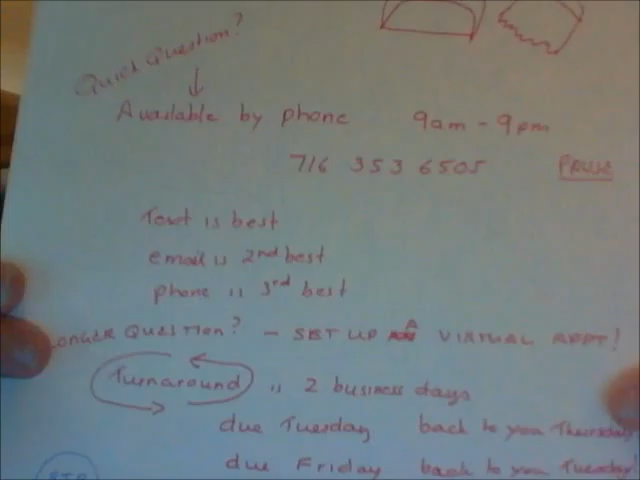 Quick Question?
Available by phone 9am - 9pm
716 353 6505 PAUSE
Text is best
email is 2nd best
phone is 3rd best
LONGER QUESTION? - SET UP A VIRTUAL APPT!
Turnaround is 2 business days
due Tuesday back to you Thursday
due Friday back to you Tuesday!